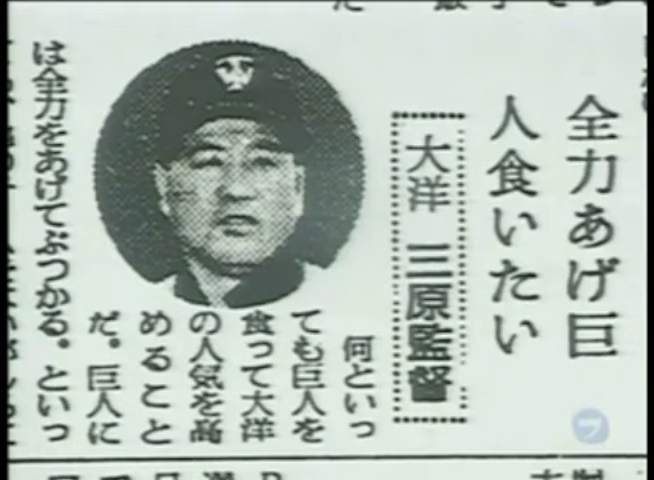 全力あげ巨
人食いたい
大洋 三原監督
何といっ
ても巨人を
食って大洋
の人気を高
めること
だ。巨人に
は全力をあげてぶつかる。といっ
W
フ